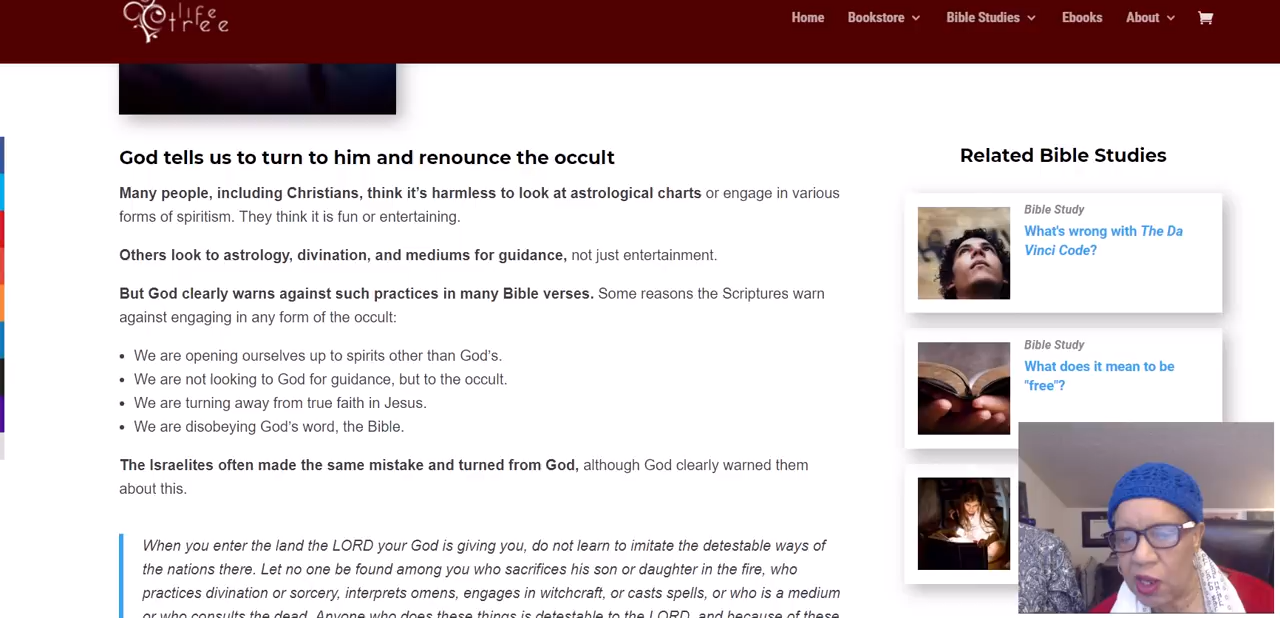 life
tree
Home
Bookstore
Bible Studies
Ebooks
About
God tells us to turn to him and renounce the occult
Many people, including Christians, think it’s harmless to look at astrological charts or engage in various
forms of spiritism. They think it is fun or entertaining.
Others look to astrology, divination, and mediums for guidance, not just entertainment.
But God clearly warns against such practices in many Bible verses. Some reasons the Scriptures warn
against engaging in any form of the occult:
• We are opening ourselves up to spirits other than God’s.
• We are not looking to God for guidance, but to the occult.
• We are turning away from true faith in Jesus.
• We are disobeying God’s word, the Bible.
The Israelites often made the same mistake and turned from God, although God clearly warned them
about this.
When you enter the land the LORD your God is giving you, do not learn to imitate the detestable ways of
the nations there. Let no one be found among you who sacrifices his son or daughter in the fire, who
practices divination or sorcery, interprets omens, engages in witchcraft, or casts spells, or who is a medium
or who consults the dead. Anyone who does these things is detestable to the LORD, and because of these
Related Bible Studies
Bible Study
What's wrong with The Da
Vinci Code?
Bible Study
What does it mean to be
"free"?